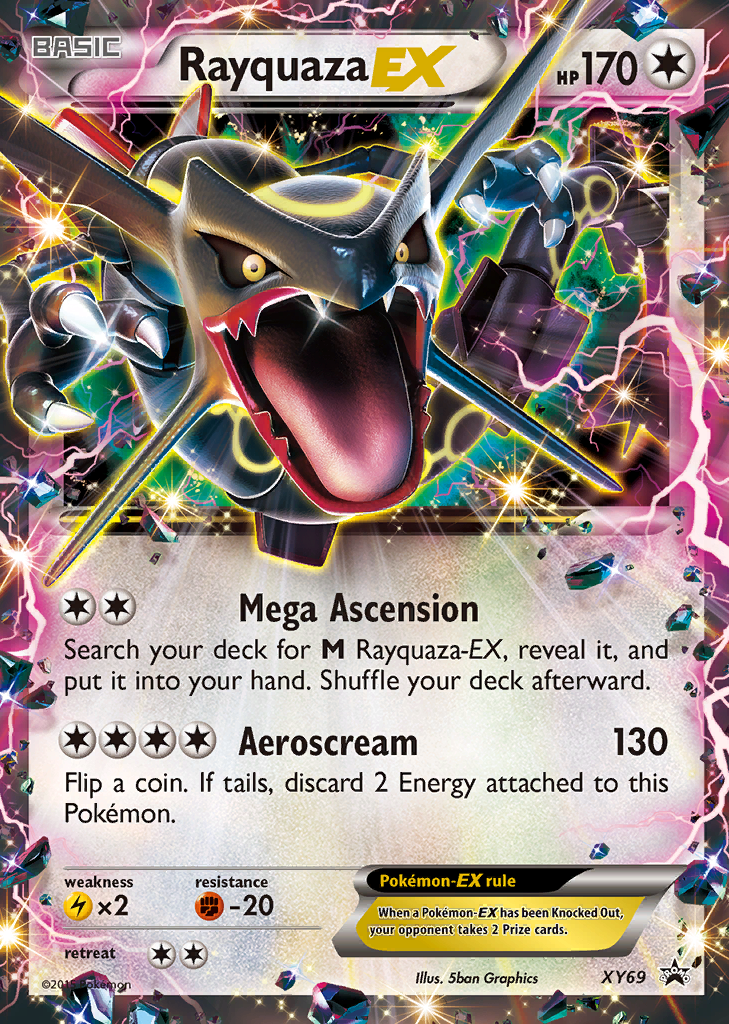 BASIC
Rayquaza EX
HP 170
Mega Ascension
Search your deck for M Rayquaza-EX, reveal it, and
put it into your hand. Shuffle your deck afterward.
Aeroscream 130
Flip a coin. If tails, discard 2 Energy attached to this
Pokémon.
weakness resistance
×2 -20
retreat
Pokémon-EX rule
When a Pokémon-EX has been Knocked Out,
your opponent takes 2 Prize cards.
©2015 Pokémon
Illus. 5ban Graphics
XY69
PROMO